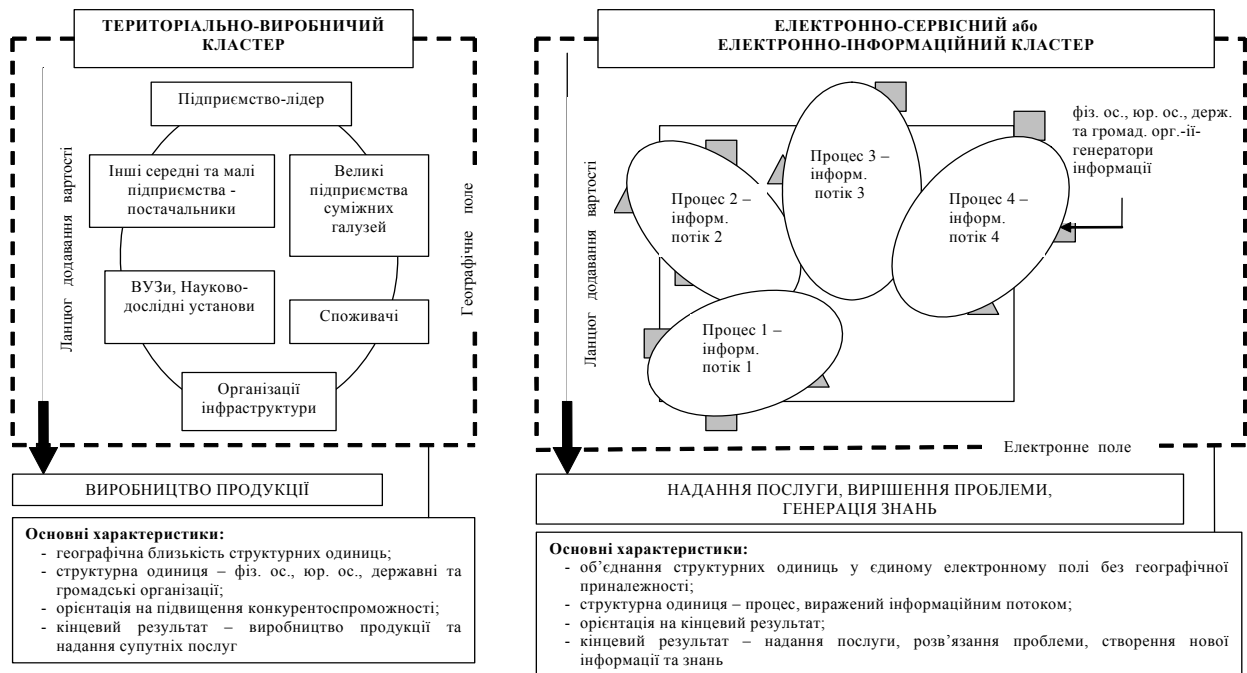 ТЕРИТОРІАЛЬНО-ВИРОБНИЧИЙ
КЛАСТЕР
Ланцюг додавання вартості
Підприємство-лідер
Інші середні та малі
підприємства -
постачальники
Великі
підприємства
суміжних
галузей
ВУЗи, Науково-
дослідні установи
Споживачі
Організації
інфраструктури
Географічне поле
ВИРОБНИЦТВО ПРОДУКЦІЇ
Основні характеристики:
- географічна близькість структурних одиниць;
- структурна одиниця – фіз. ос., юр. ос., державні та
громадські організації;
- орієнтація на підвищення конкурентоспроможності;
- кінцевий результат – виробництво продукції та
надання супутніх послуг
ЕЛЕКТРОННО-СЕРВІСНИЙ або
ЕЛЕКТРОННО-ІНФОРМАЦІЙНИЙ КЛАСТЕР
Ланцюг додавання вартості
Процес 2 –
інформ.
потік 2
Процес 3 –
інформ.
потік 3
Процес 4 –
інформ.
потік 4
Процес 1 –
інформ.
потік 1
фіз. ос., юр. ос., держ.
та громад. орг.-ії-
генератори
інформації
Електронне поле
НАДАННЯ ПОСЛУГИ, ВИРІШЕННЯ ПРОБЛЕМИ,
ГЕНЕРАЦІЯ ЗНАНЬ
Основні характеристики:
- об’єднання структурних одиниць у єдиному електронному полі без географічної
приналежності;
- структурна одиниця – процес, виражений інформаційним потоком;
- орієнтація на кінцевий результат;
- кінцевий результат – надання послуги, розв’язання проблеми, створення нової
інформації та знань